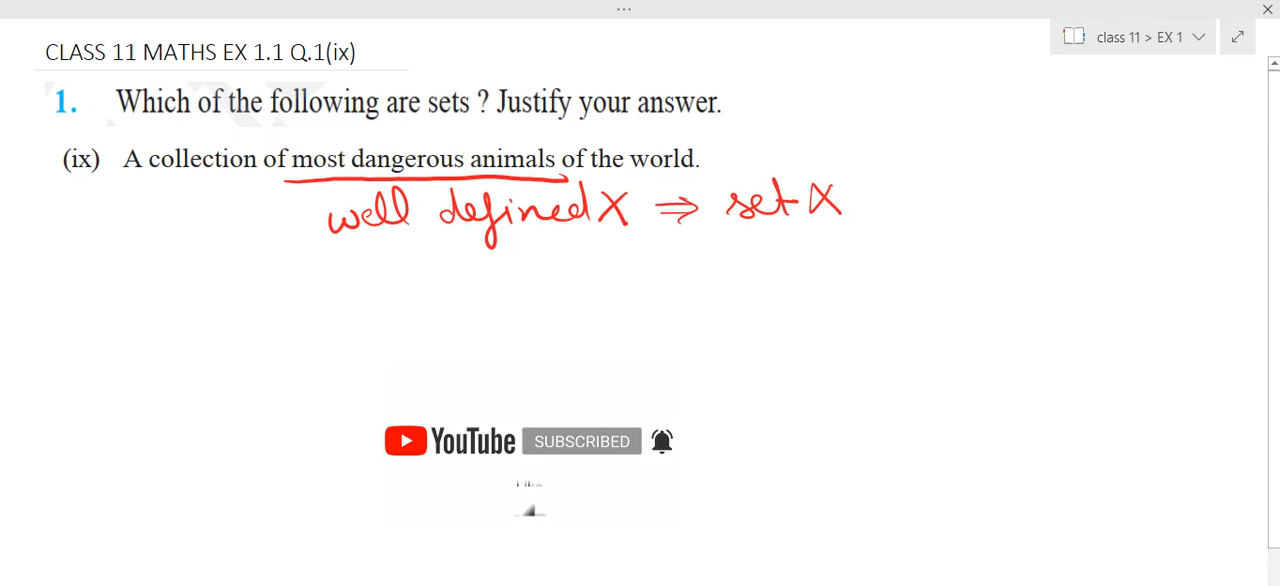 ...
class 11 > EX 1
CLASS 11 MATHS EX 1.1 Q.1(ix)
1. Which of the following are sets ? Justify your answer.
(ix) A collection of most dangerous animals of the world.
well defined X ⇒ set X
YouTube SUBSCRIBED